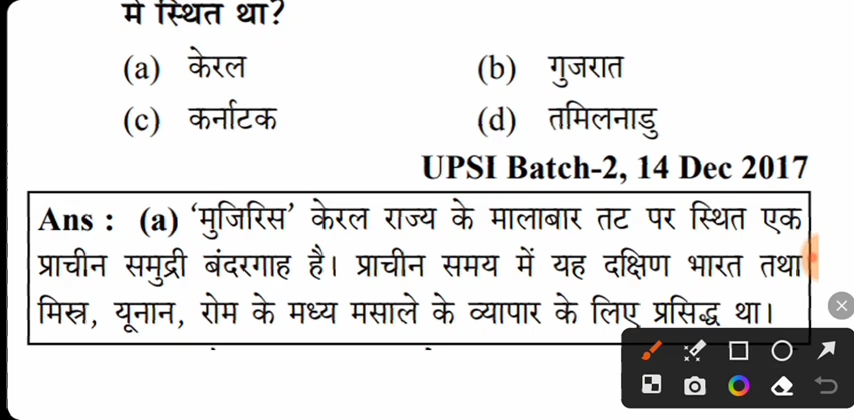 में स्थित था?
(a) केरल (b) गुजरात
(c) कर्नाटक (d) तमिलनाडु
UPSI Batch-2, 14 Dec 2017
Ans : (a) ‘मुजिरिस’ केरल राज्य के मालाबार तट पर स्थित एक
प्राचीन समुद्री बंदरगाह है। प्राचीन समय में यह दक्षिण भारत तथा
मिस्र, यूनान, रोम के मध्य मसाले के व्यापार के लिए प्रसिद्ध था।